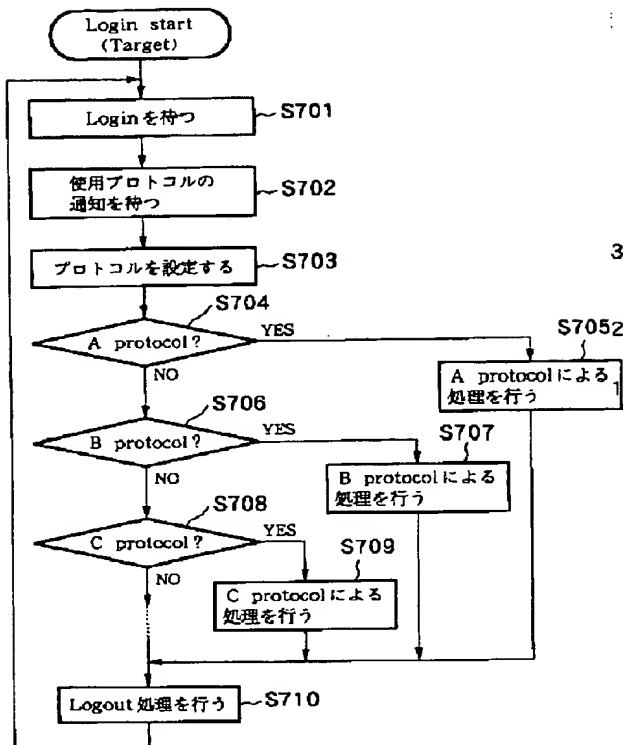 Login start
(Target)
Loginを待つ
S701
使用プロトコルの
通知を待つ
S702
プロトコルを設定する
S703
3
S704
A protocol?
YES
NO
S705
2
A protocolによる
処理を行う
1
S706
B protocol?
YES
NO
S707
B protocolによる
処理を行う
S708
C protocol?
YES
NO
S709
C protocolによる
処理を行う
Logout処理を行う
S710